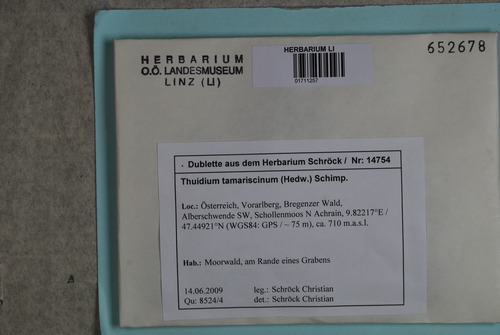 HERBARIUM
O.Ö. LANDESMUSEUM
LINZ (LI)
HERBARIUM LI
01711257
652678
Dublette aus dem Herbarium Schröck / Nr: 14754
Thuidium tamariscinum (Hedw.) Schimp.
Loc.: Österreich, Vorarlberg, Bregenzer Wald,
Alberschwende SW, Schollenmoos N Achrain, 9.82217°E /
47.44921°N (WGS84: GPS / ~ 75 m), ca. 710 m.a.s.l.
Hab.: Moorwald, am Rande eines Grabens
14.06.2009 leg.: Schröck Christian
Qu: 8524/4 det.: Schröck Christian